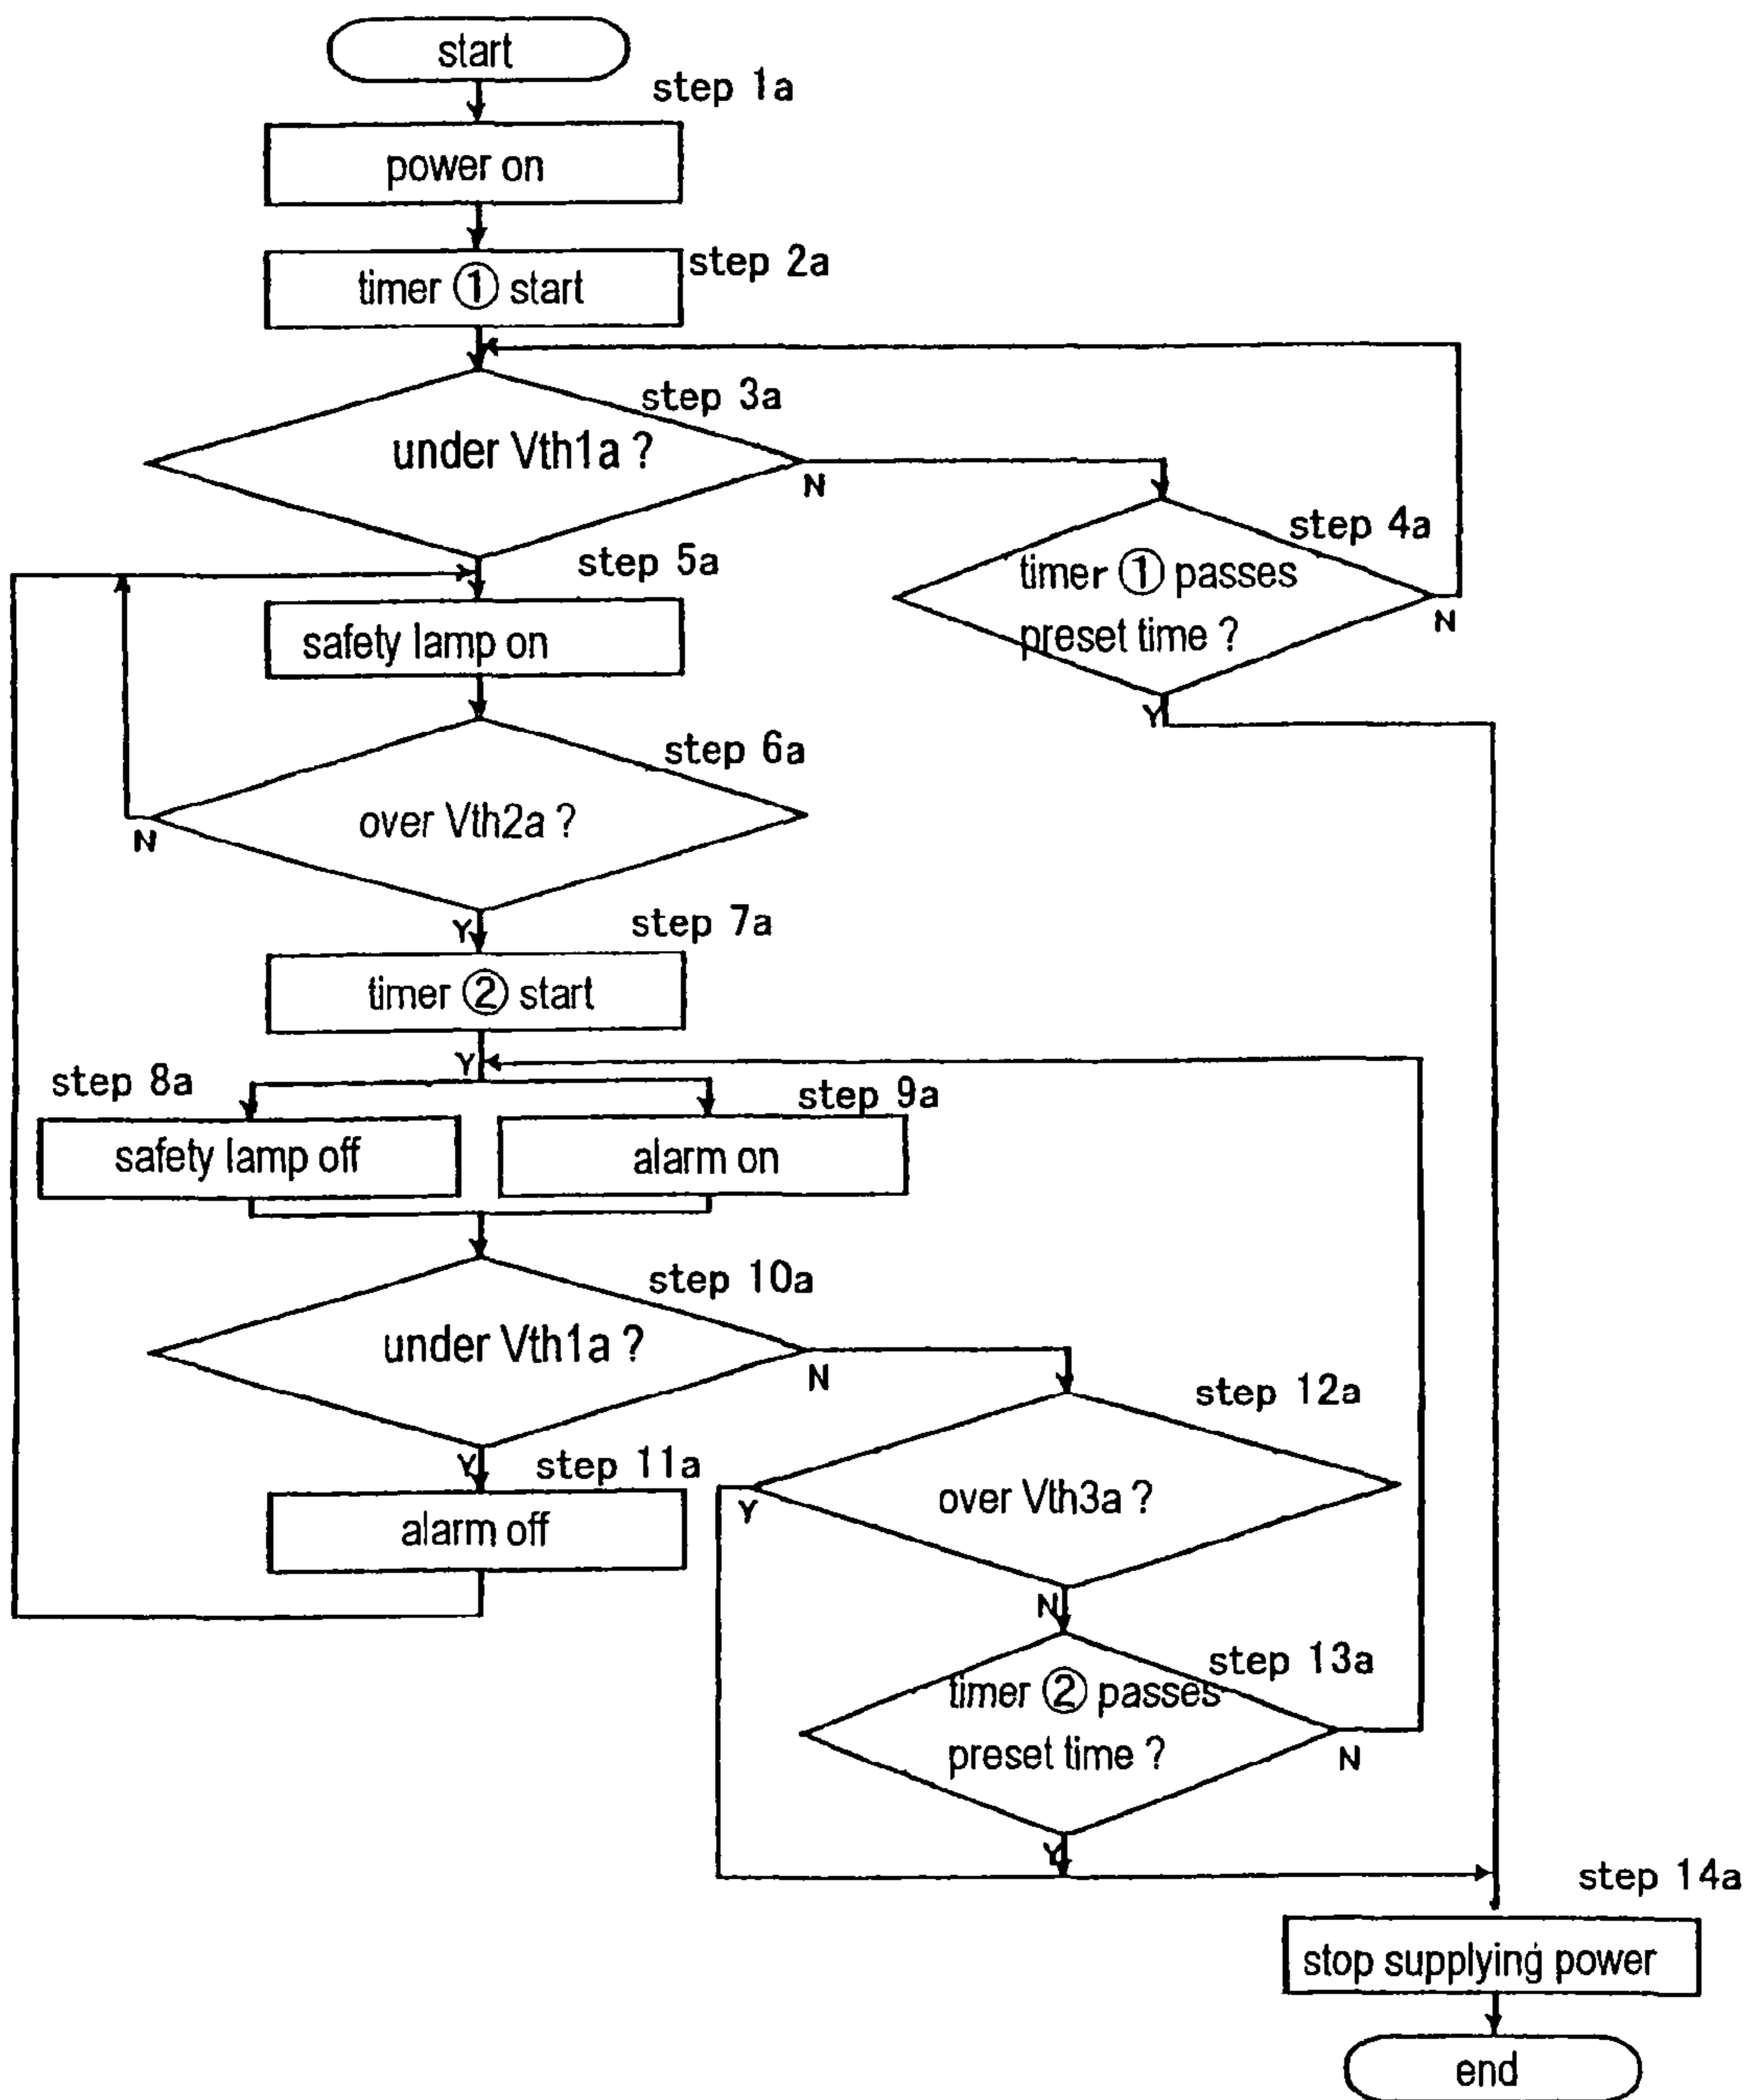 start
step 1a
power on
step 2a
timer ① start
step 3a
under Vth1a ?
N
step 4a
timer ① passes
preset time ?
N
Y
step 5a
safety lamp on
step 6a
over Vth2a ?
N
Y
step 7a
timer ② start
Y
step 8a
safety lamp off
step 9a
alarm on
step 10a
under Vth1a ?
N
Y
step 11a
alarm off
step 12a
over Vth3a ?
Y
N
step 13a
timer ② passes
preset time ?
N
Y
step 14a
stop supplying power
end